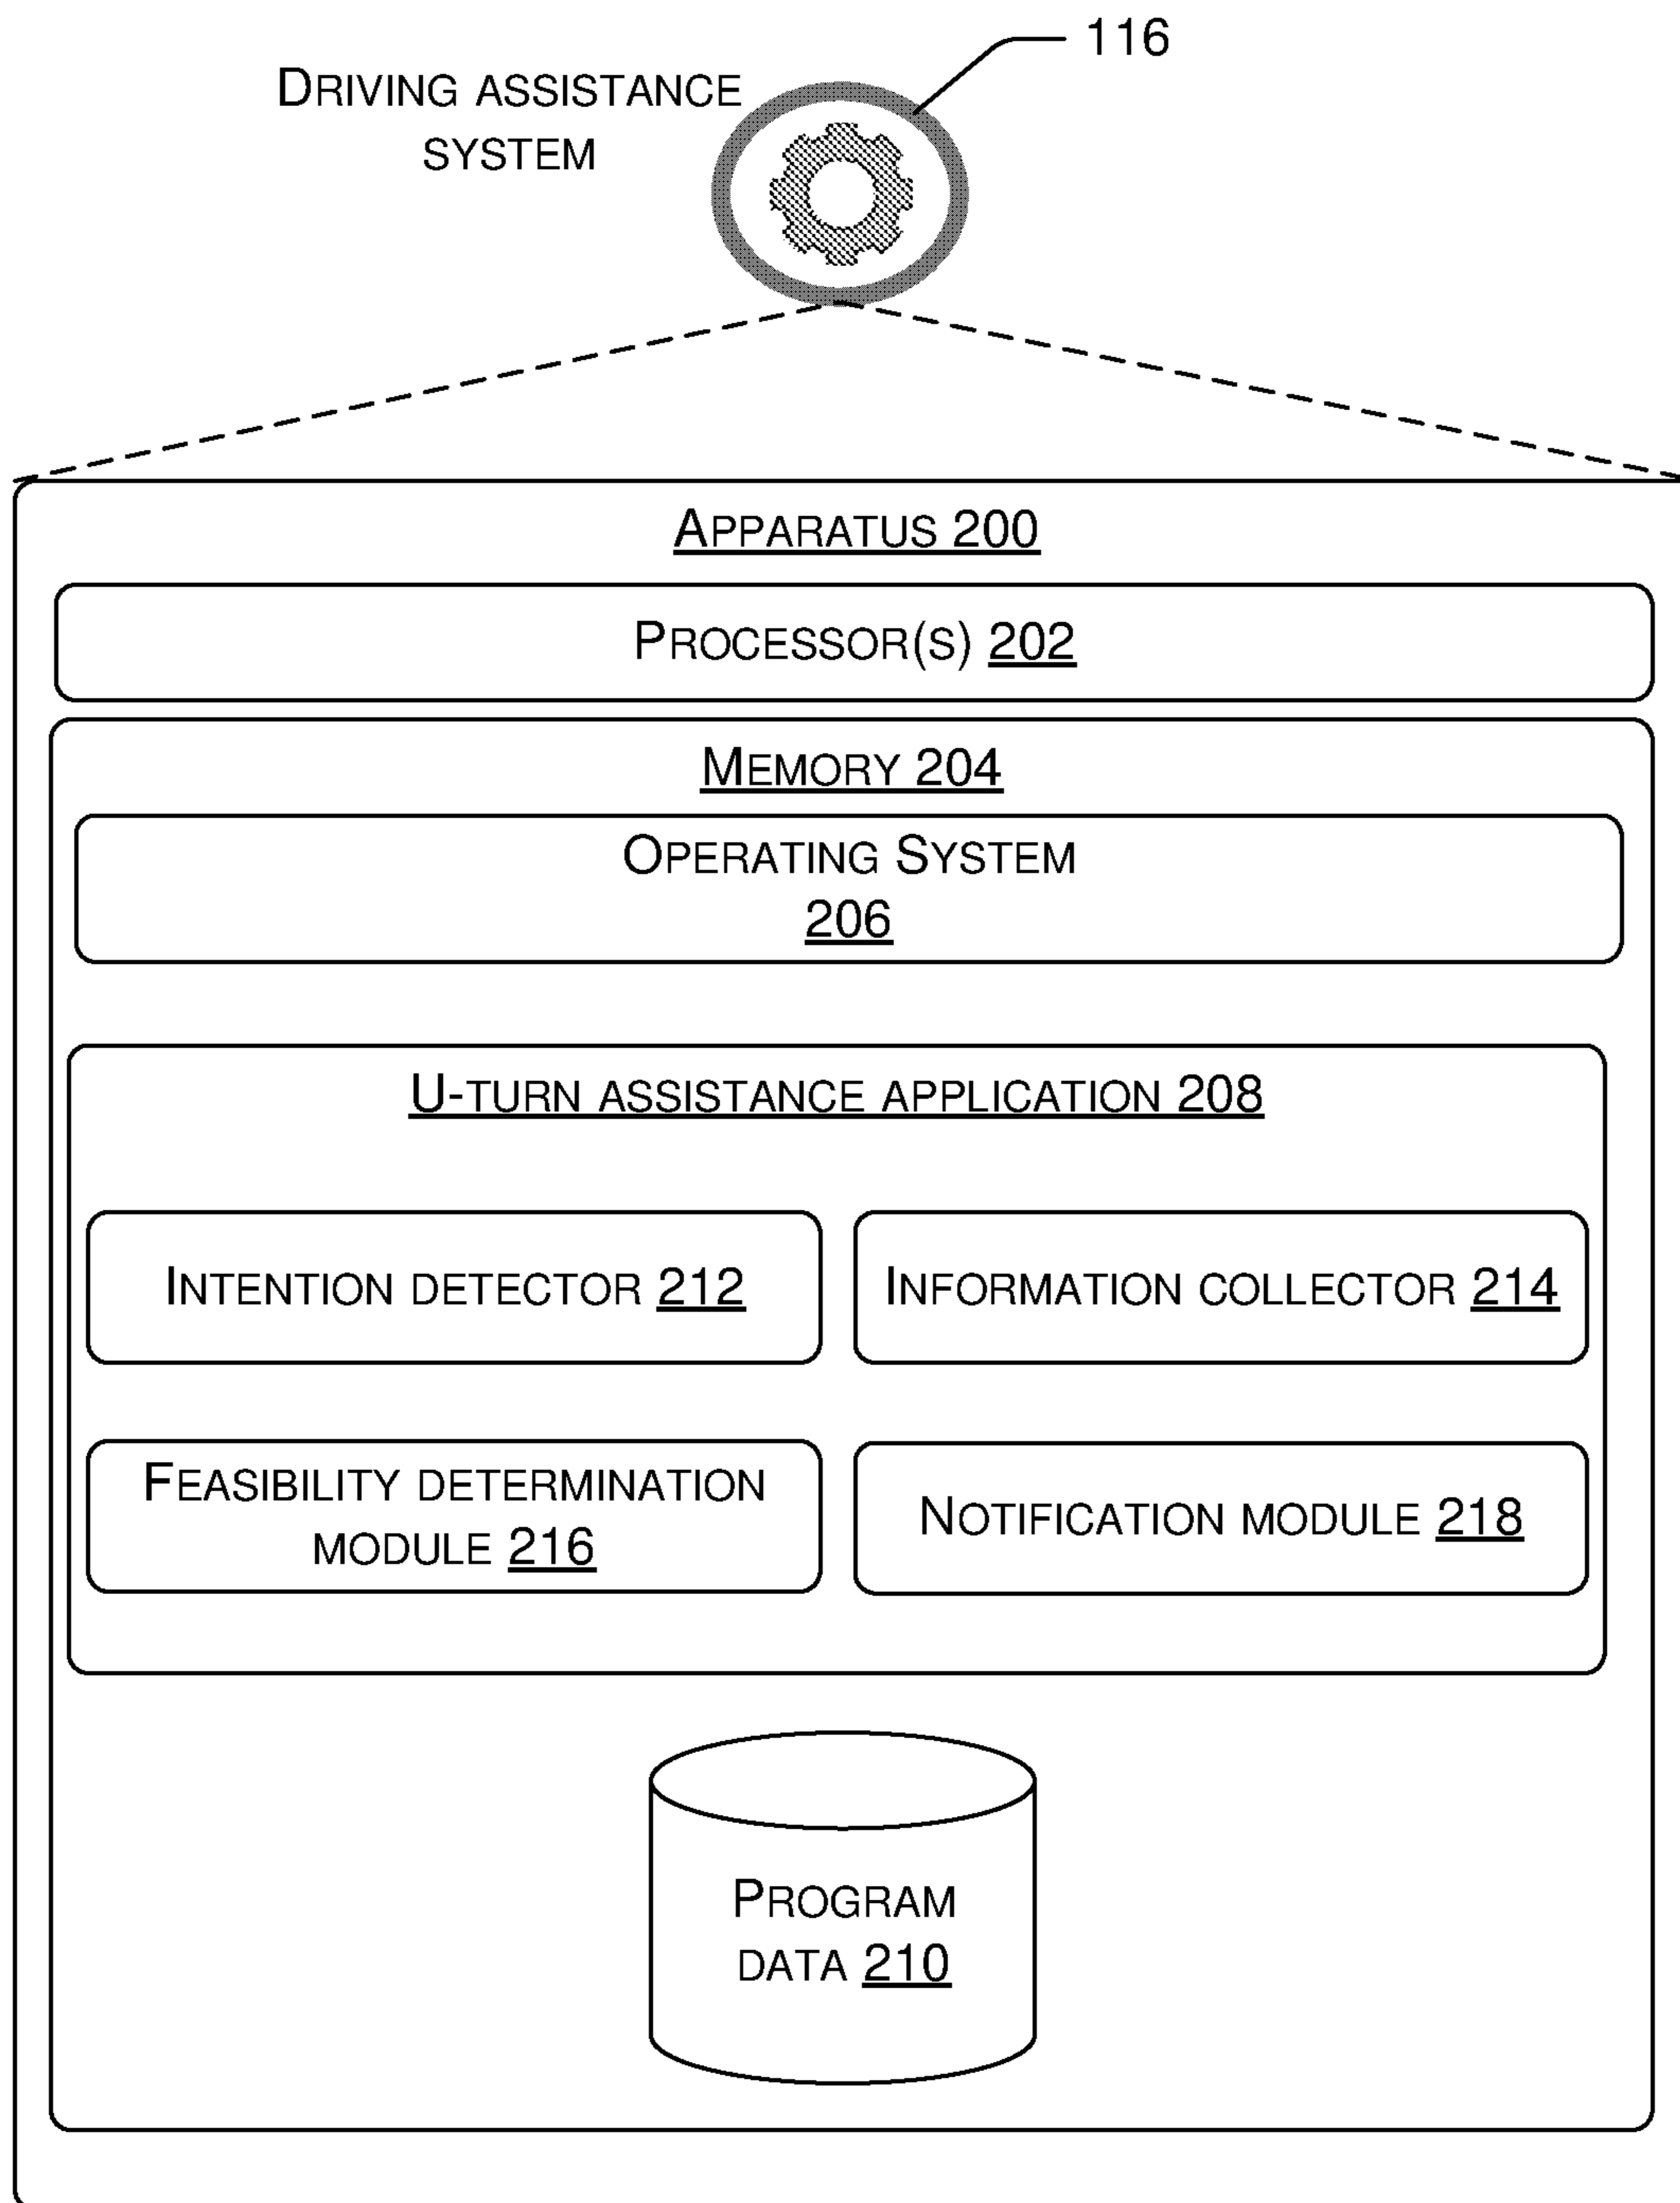 116
DRIVING ASSISTANCE
SYSTEM
APPARATUS 200
PROCESSOR(S) 202
MEMORY 204
OPERATING SYSTEM
206
U-TURN ASSISTANCE APPLICATION 208
INTENTION DETECTOR 212
INFORMATION COLLECTOR 214
FEASIBILITY DETERMINATION
MODULE 216
NOTIFICATION MODULE 218
PROGRAM
DATA 210